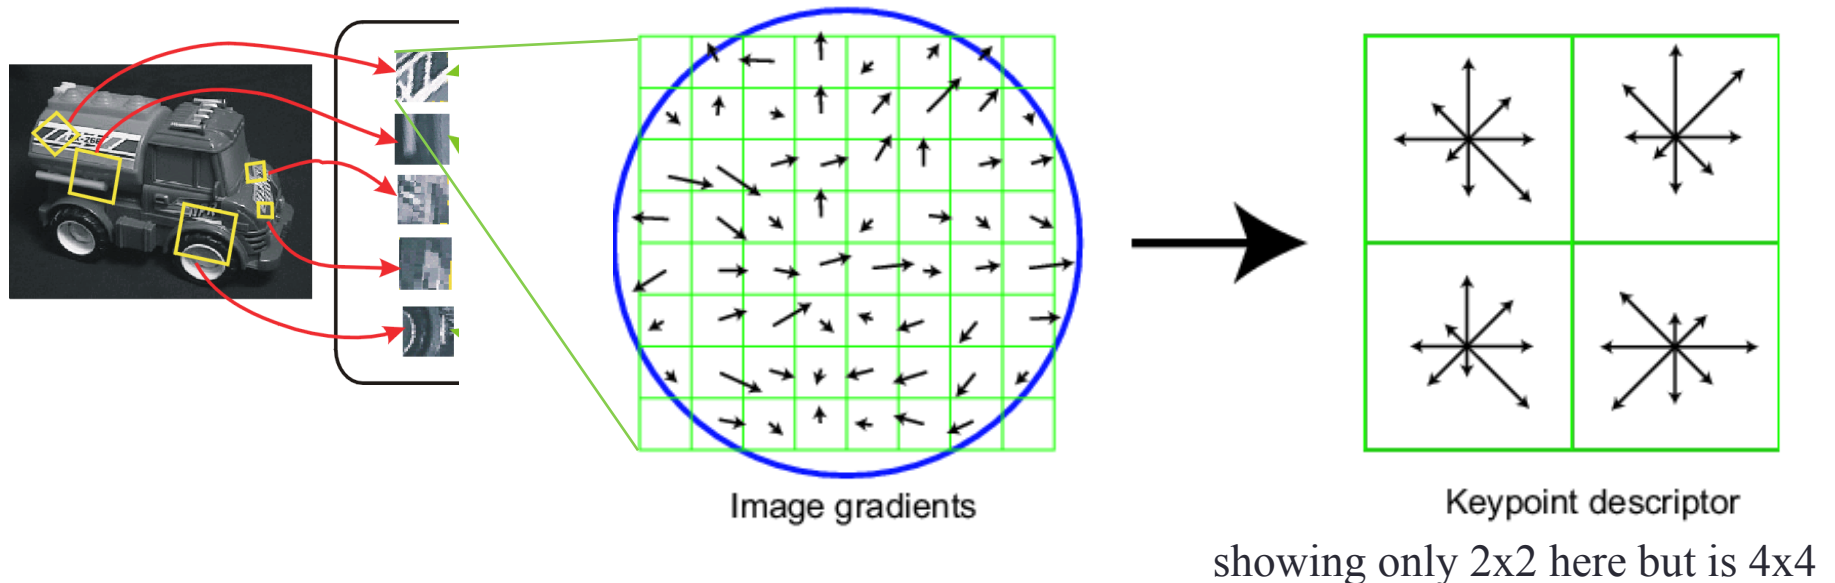 Image gradients
Keypoint descriptor
showing only 2x2 here but is 4x4